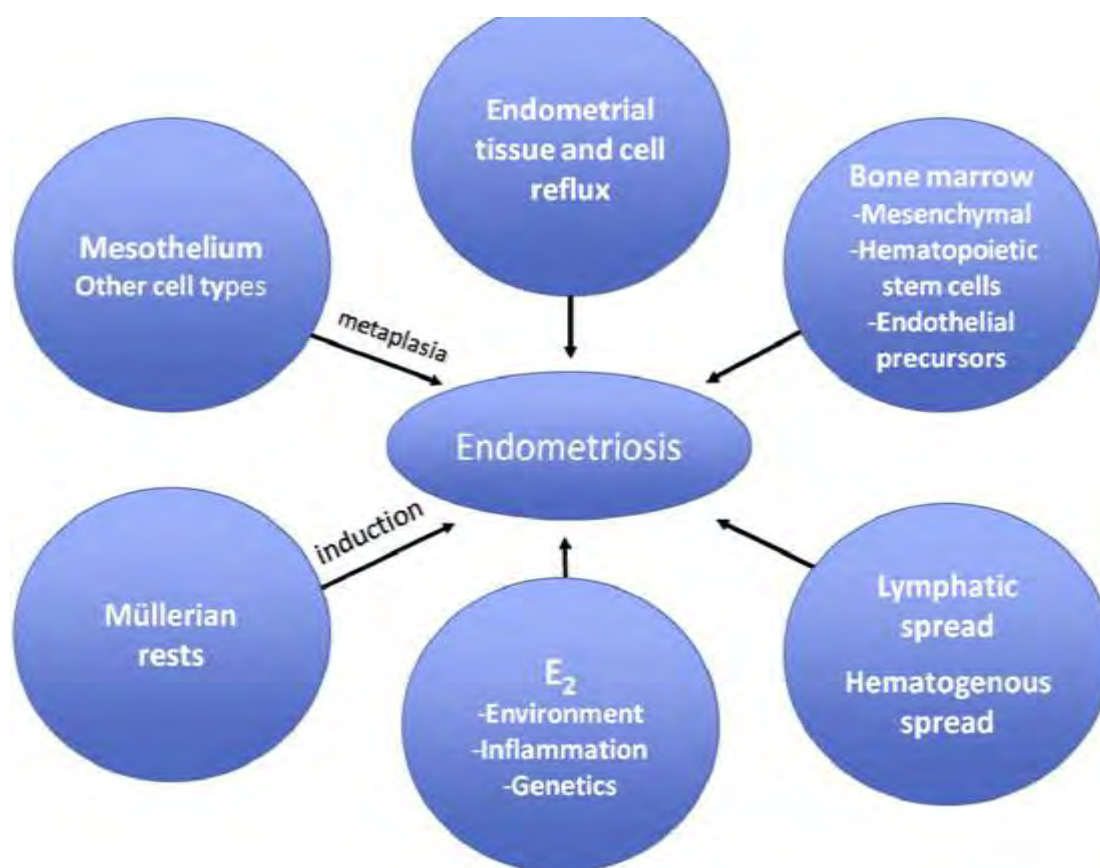 Endometrial
tissue and cell
reflux
Mesothelium
Other cell types
Bone marrow
-Mesenchymal
-Hematopoietic
stem cells
-Endothelial
precursors
metaplasia
Endometriosis
induction
Müllerian
rests
E₂
-Environment
-Inflammation
-Genetics
Lymphatic
spread
Hematogenous
spread